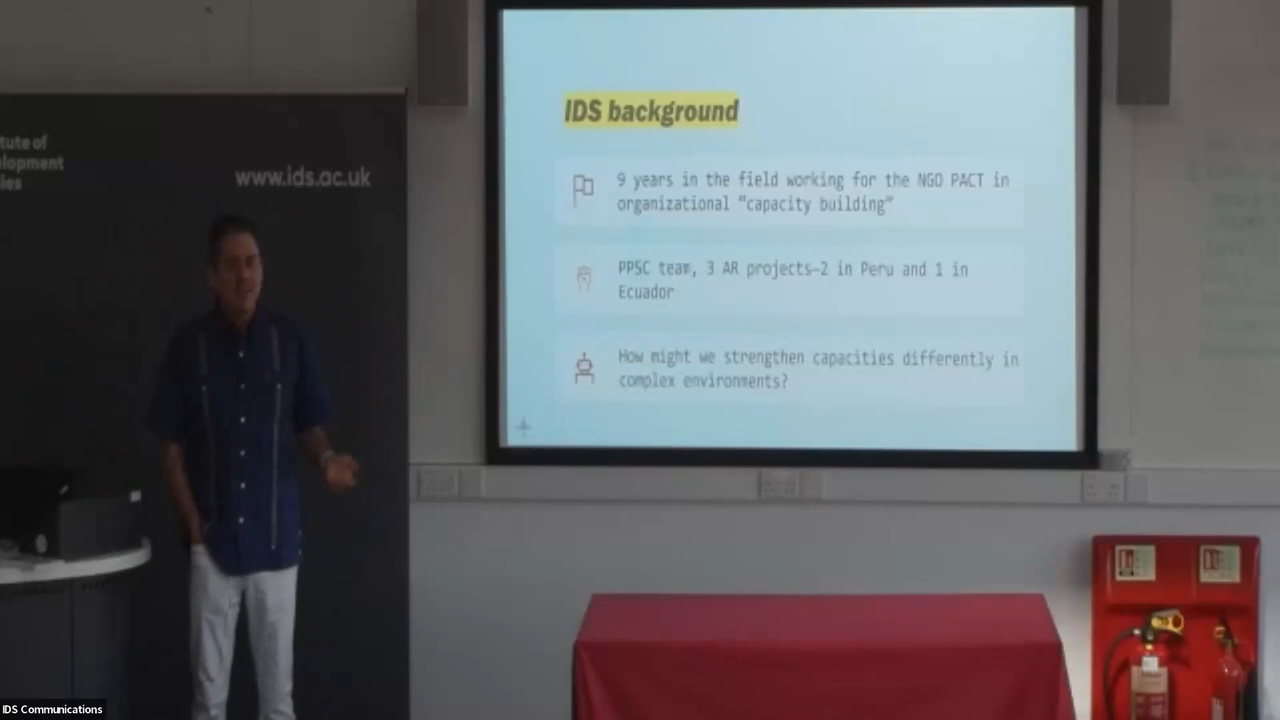 tute of
lopment
ies
www.ids.ac.uk
IDS background
9 years in the field working for the NGO PACT in
organizational “capacity building”
PPSC team, 3 AR projects–2 in Peru and 1 in
Ecuador
How might we strengthen capacities differently in
complex environments?
IDS Communications